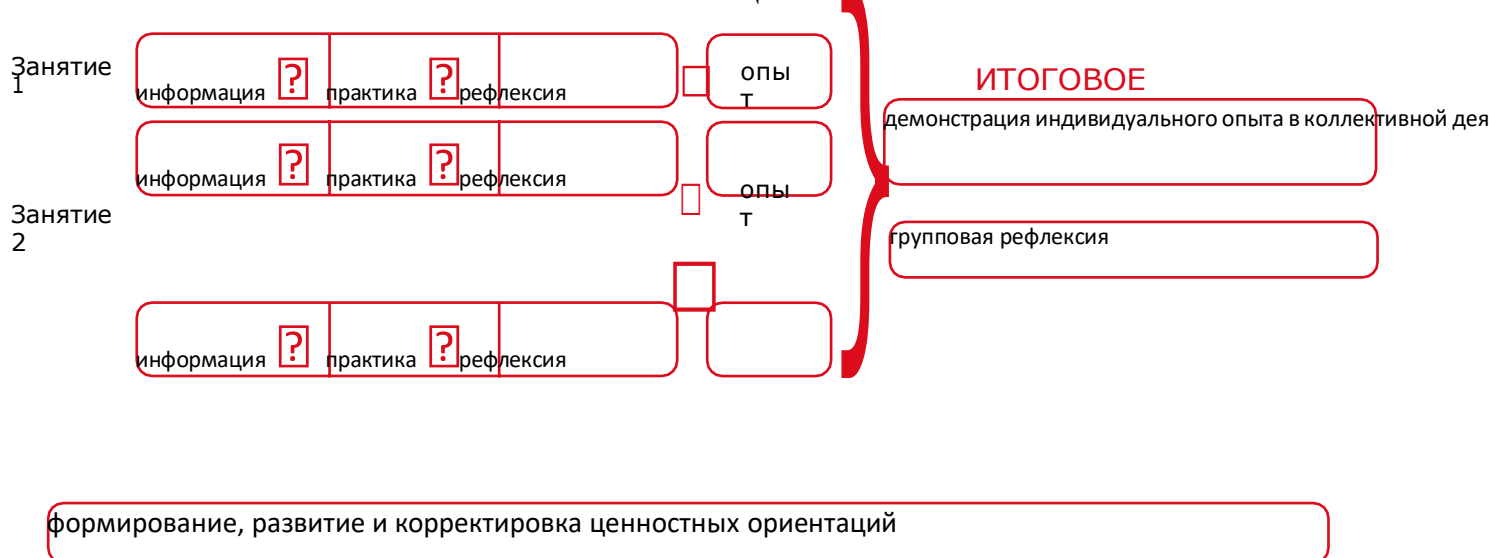 Занятие
1
информация ? практика ? рефлексия
опы
т
ИТОГОВОЕ
демонстрация индивидуального опыта в коллективной дея
информация ? практика ? рефлексия
опы
т
Занятие
2
групповая рефлексия
информация ? практика ? рефлексия
формирование, развитие и корректировка ценностных ориентаций